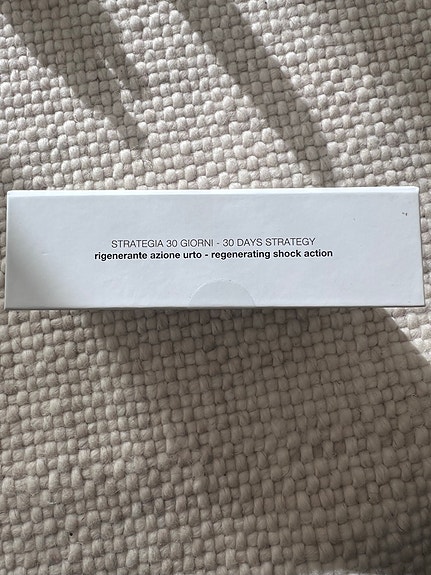 STRATEGIA 30 GIORNI - 30 DAYS STRATEGY
rigenerante azione urto - regenerating shock action